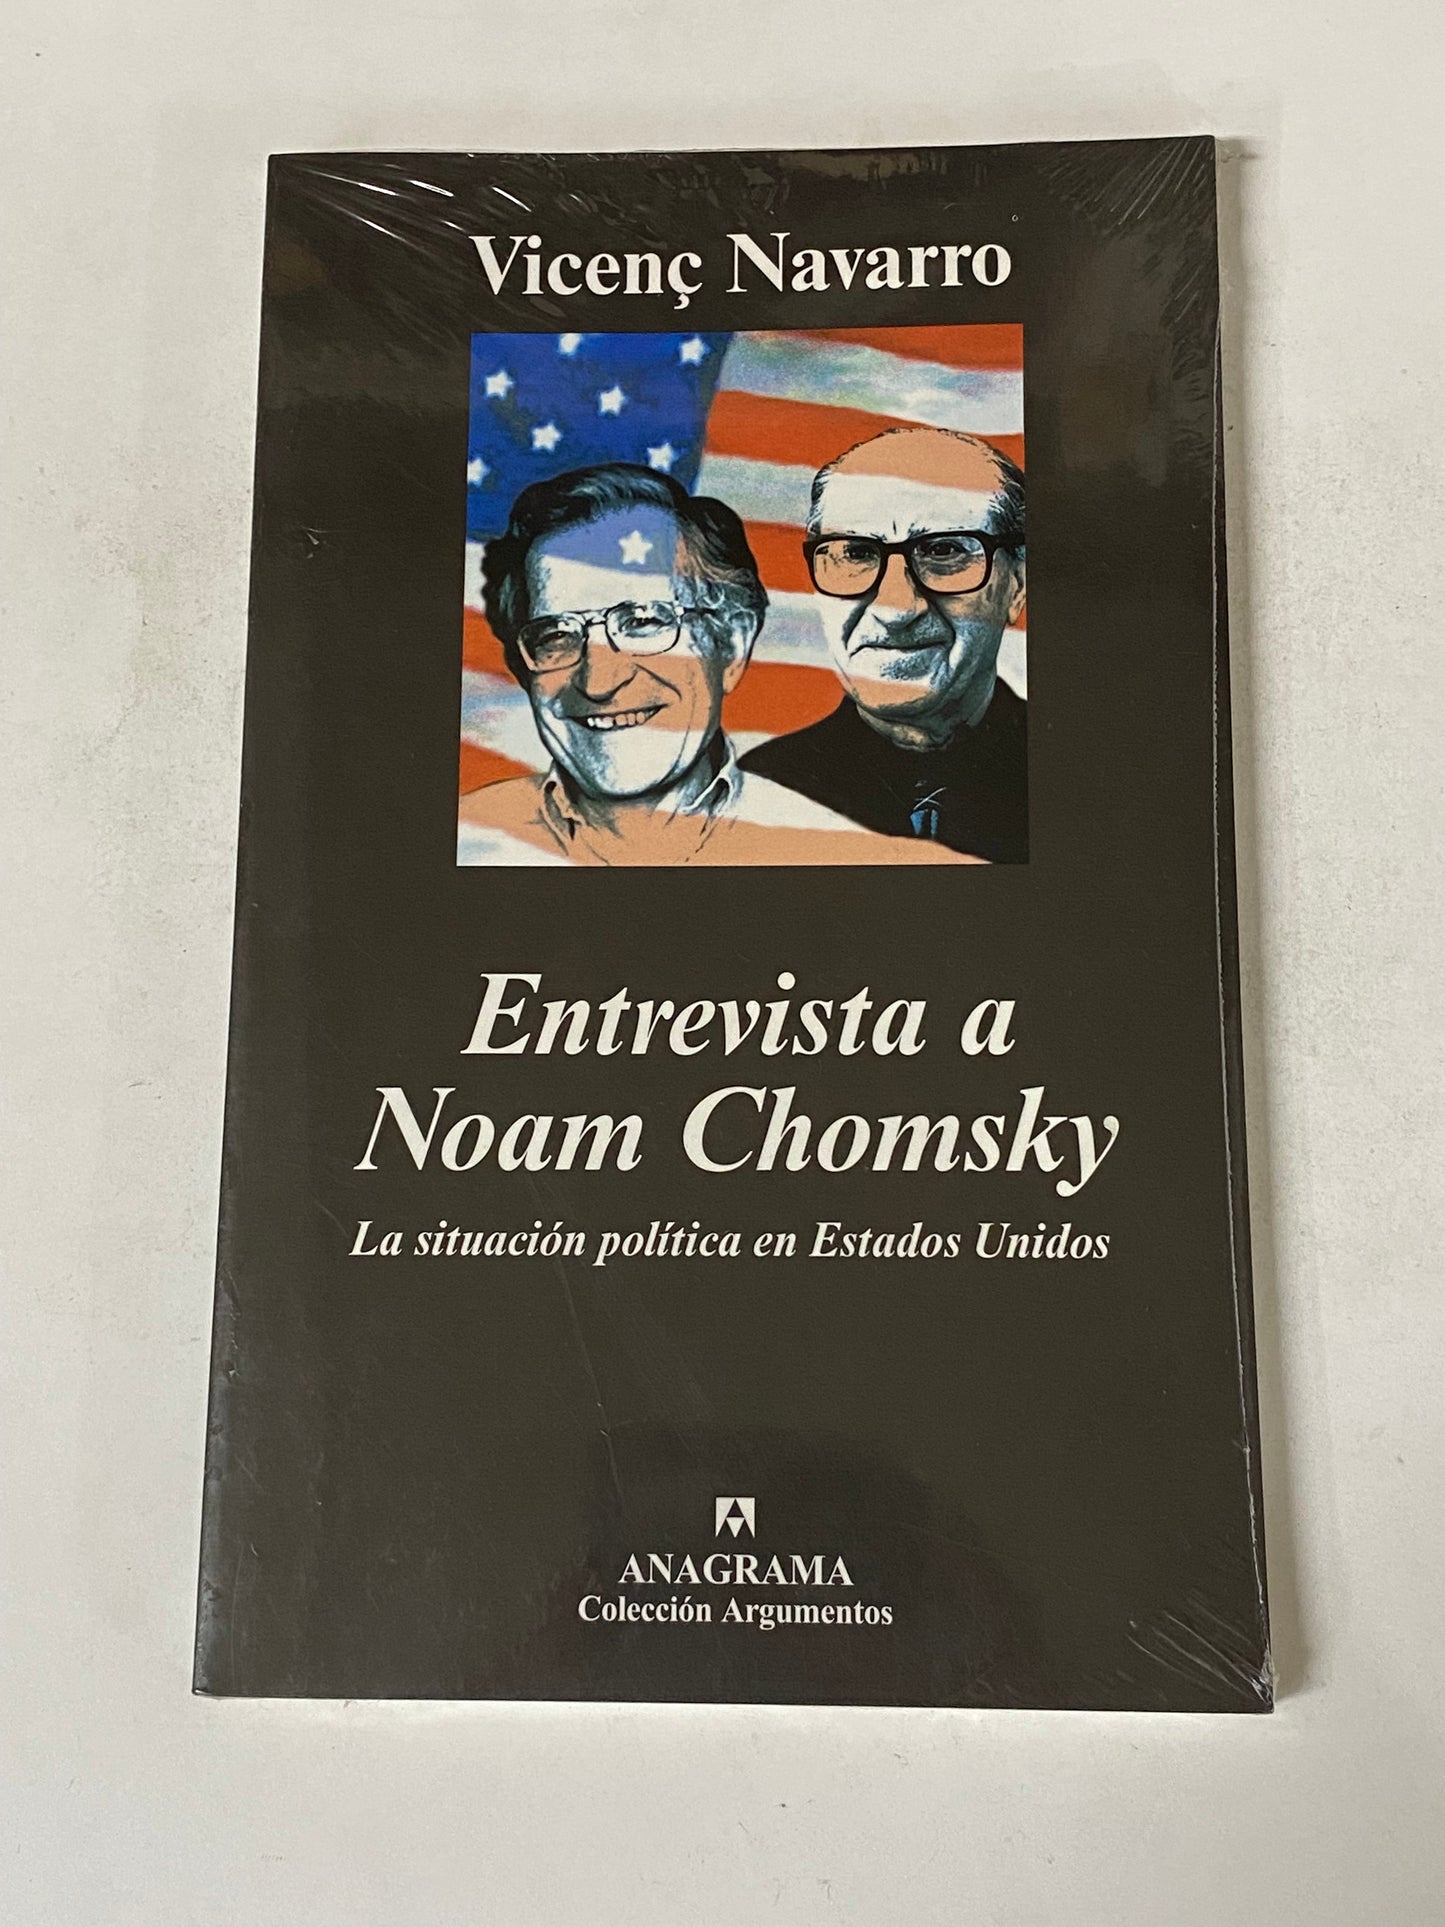 Vicenç Navarro
Entrevista a
Noam Chomsky
La situación política en Estados Unidos
ANAGRAMA
Colección Argumentos